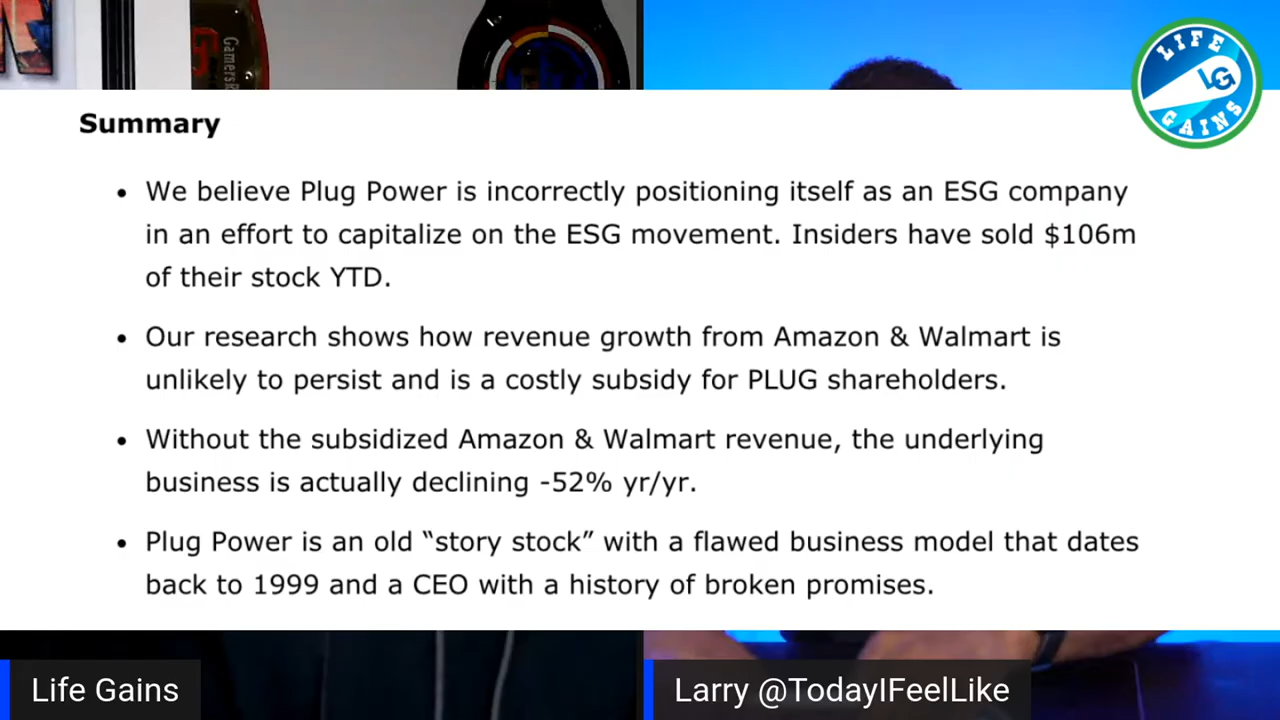 GamersR
LIFE
LG
GAINS
Summary
• We believe Plug Power is incorrectly positioning itself as an ESG company
in an effort to capitalize on the ESG movement. Insiders have sold $106m
of their stock YTD.
• Our research shows how revenue growth from Amazon & Walmart is
unlikely to persist and is a costly subsidy for PLUG shareholders.
• Without the subsidized Amazon & Walmart revenue, the underlying
business is actually declining -52% yr/yr.
• Plug Power is an old “story stock” with a flawed business model that dates
back to 1999 and a CEO with a history of broken promises.
Life Gains
Larry @TodayIFeelLike